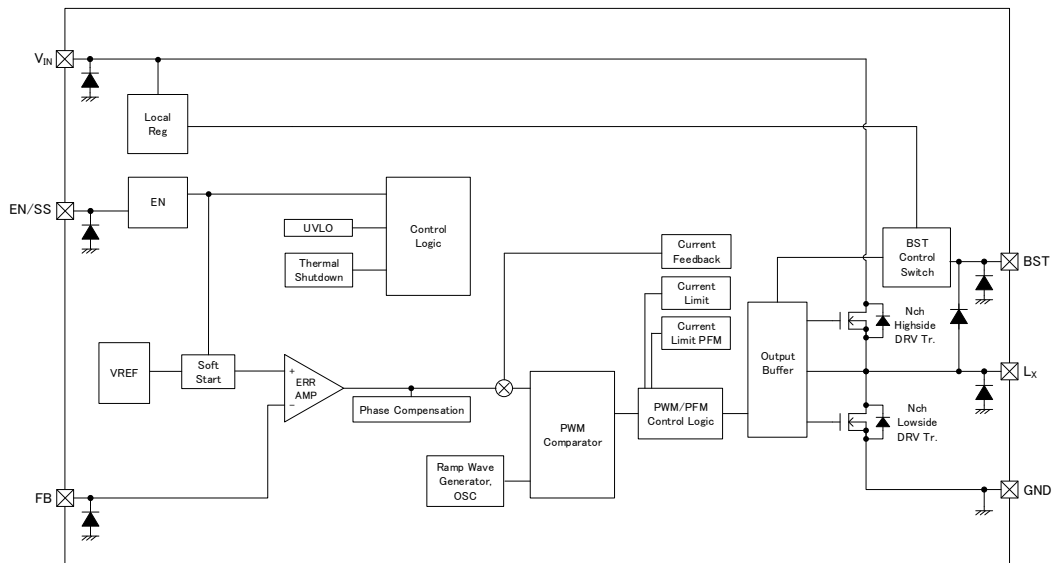 VIN
Local
Reg
EN/SS
EN
UVLO
Thermal
Shutdown
Control
Logic
Current
Feedback
Current
Limit
Current
Limit PFM
BST
Control
Switch
BST
Nch
Highside
DRV Tr.
VREF
Soft
Start
+
-
ERR
AMP
Phase Compensation
PWM
Comparator
PWM/PFM
Control Logic
Output
Buffer
LX
Nch
Lowside
DRV Tr.
Ramp Wave
Generator,
OSC
FB
GND